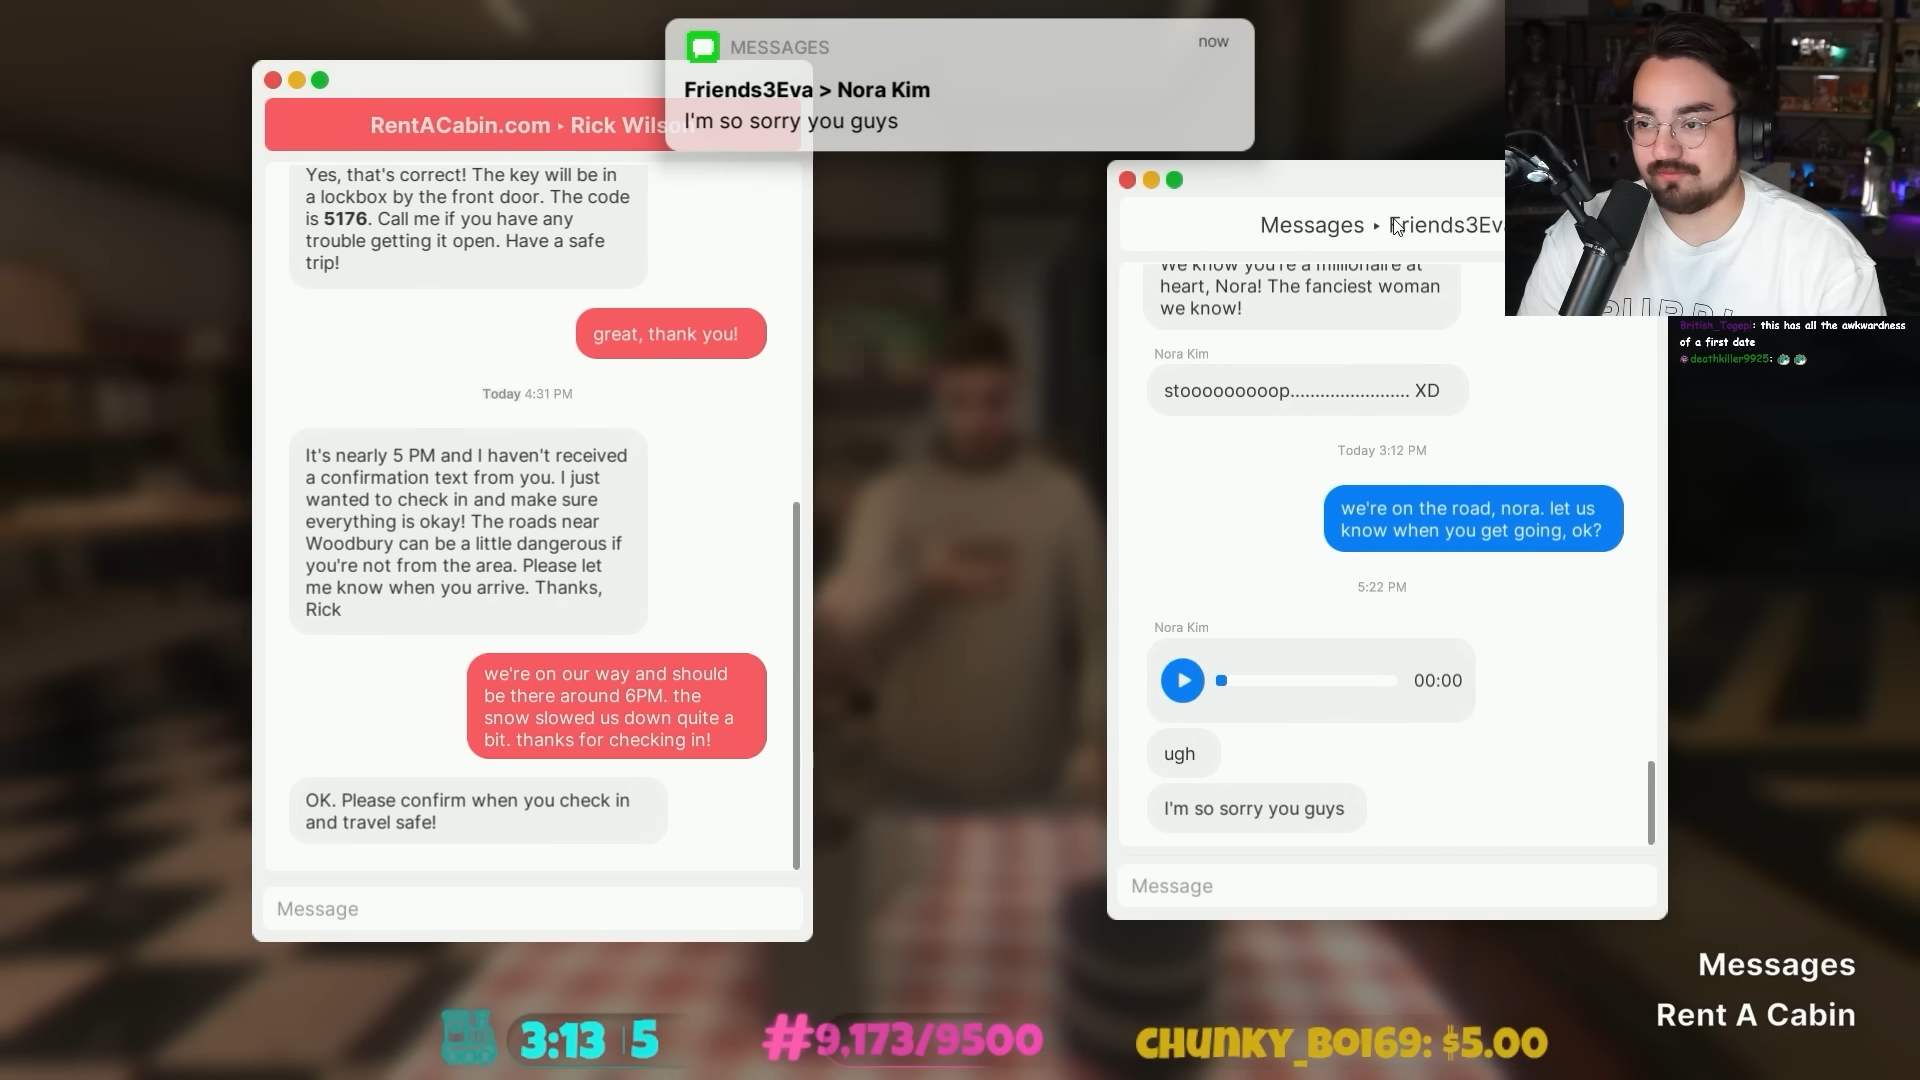 MESSAGES
now
Friends3Eva > Nora Kim
I'm so sorry you guys
RentACabin.com ▸ Rick Wilson
Yes, that's correct! The key will be in
a lockbox by the front door. The code
is 5176. Call me if you have any
trouble getting it open. Have a safe
trip!
great, thank you!
Today 4:31 PM
It's nearly 5 PM and I haven't received
a confirmation text from you. I just
wanted to check in and make sure
everything is okay! The roads near
Woodbury can be a little dangerous if
you're not from the area. Please let
me know when you arrive. Thanks,
Rick
we're on our way and should
be there around 6PM. the
snow slowed us down quite a
bit. thanks for checking in!
OK. Please confirm when you check in
and travel safe!
Message
Messages ▸ Friends3Eva
We know you're a millionaire at
heart, Nora! The fanciest woman
we know!
Nora Kim
stooooooooop........................ XD
Today 3:12 PM
we're on the road, nora. let us
know when you get going, ok?
5:22 PM
Nora Kim
00:00
ugh
I'm so sorry you guys
Message
British_Togepi: this has all the awkwardness
of a first date
deathkiller9925:
Messages
Rent A Cabin
3:13 | 5
#9,173/9500
CHUNKY_BOI69: $5.00